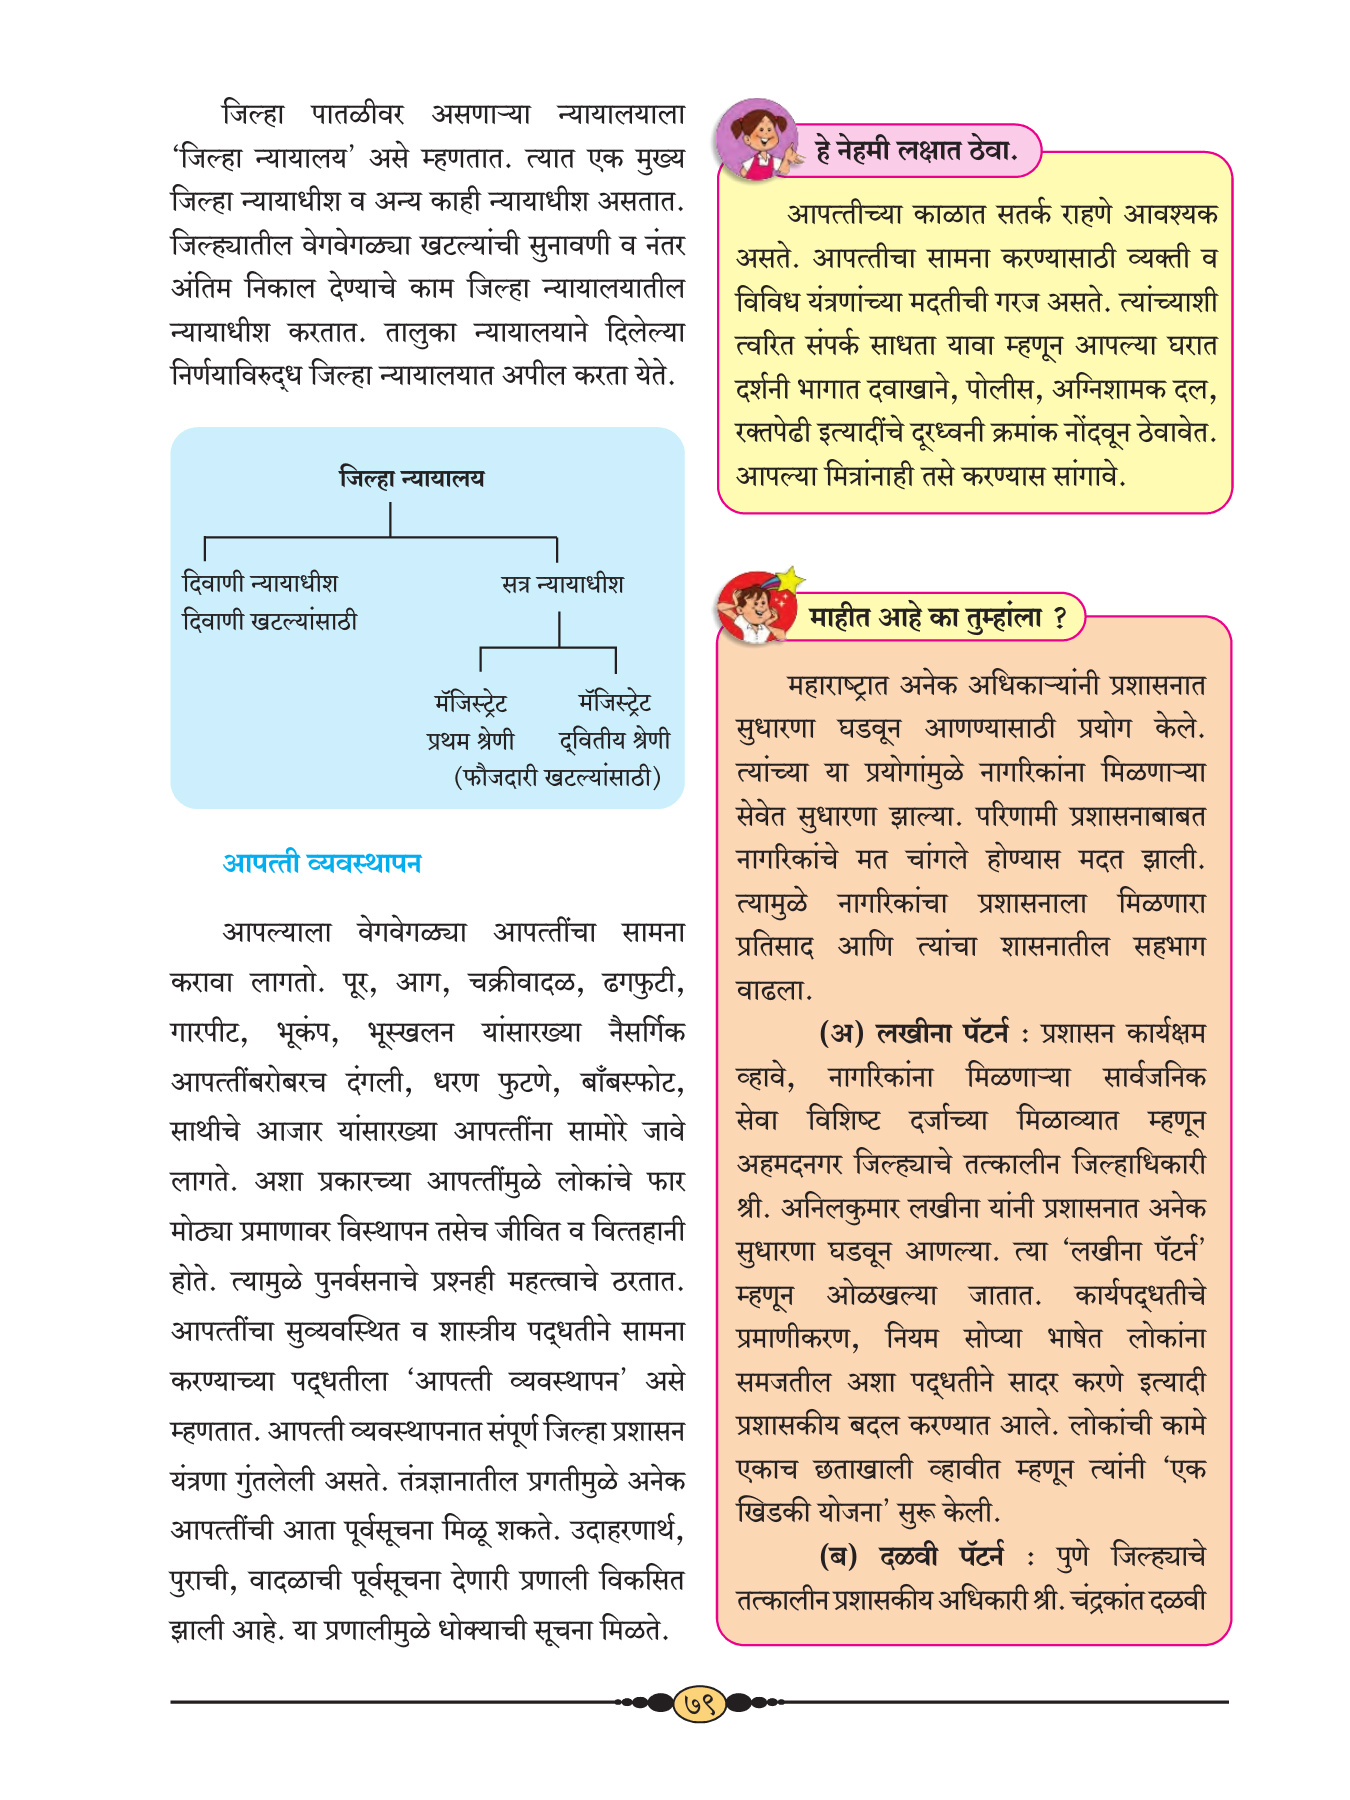 जिल्हा पातळीवर असणाऱ्या न्यायालयाला
‘जिल्हा न्यायालय’ असे म्हणतात. त्यात एक मुख्य
जिल्हा न्यायाधीश व अन्य काही न्यायाधीश असतात.
जिल्ह्यातील वेगवेगळ्या खटल्यांची सुनावणी व नंतर
अंतिम निकाल देण्याचे काम जिल्हा न्यायालयातील
न्यायाधीश करतात. तालुका न्यायालयाने दिलेल्या
निर्णयाविरुद्ध जिल्हा न्यायालयात अपील करता येते.
जिल्हा न्यायालय
दिवाणी न्यायाधीश
दिवाणी खटल्यांसाठी
सत्र न्यायाधीश
मॅजिस्ट्रेट
प्रथम श्रेणी
मॅजिस्ट्रेट
द्वितीय श्रेणी
(फौजदारी खटल्यांसाठी)
आपत्ती व्यवस्थापन
आपल्याला वेगवेगळ्या आपत्तींचा सामना
करावा लागतो. पूर, आग, चक्रीवादळ, ढगफुटी,
गारपीट, भूकंप, भूस्खलन यांसारख्या नैसर्गिक
आपत्तींबरोबरच दंगली, धरण फुटणे, बाँबस्फोट,
साथीचे आजार यांसारख्या आपत्तींना सामोरे जावे
लागते. अशा प्रकारच्या आपत्तींमुळे लोकांचे फार
मोठ्या प्रमाणावर विस्थापन तसेच जीवित व वित्तहानी
होते. त्यामुळे पुनर्वसनाचे प्रश्नही महत्त्वाचे ठरतात.
आपत्तींचा सुव्यवस्थित व शास्त्रीय पद्धतीने सामना
करण्याच्या पद्धतीला ‘आपत्ती व्यवस्थापन’ असे
म्हणतात. आपत्ती व्यवस्थापनात संपूर्ण जिल्हा प्रशासन
यंत्रणा गुंतलेली असते. तंत्रज्ञानातील प्रगतीमुळे अनेक
आपत्तींची आता पूर्वसूचना मिळू शकते. उदाहरणार्थ,
पुराची, वादळाची पूर्वसूचना देणारी प्रणाली विकसित
झाली आहे. या प्रणालीमुळे धोक्याची सूचना मिळते.
हे नेहमी लक्षात ठेवा.
आपत्तीच्या काळात सतर्क राहणे आवश्यक
असते. आपत्तीचा सामना करण्यासाठी व्यक्ती व
विविध यंत्रणांच्या मदतीची गरज असते. त्यांच्याशी
त्वरित संपर्क साधता यावा म्हणून आपल्या घरात
दर्शनी भागात दवाखाने, पोलीस, अग्निशामक दल,
रक्तपेढी इत्यादींचे दूरध्वनी क्रमांक नोंदवून ठेवावेत.
आपल्या मित्रांनाही तसे करण्यास सांगावे.
माहीत आहे का तुम्हांला ?
महाराष्ट्रात अनेक अधिकाऱ्यांनी प्रशासनात
सुधारणा घडवून आणण्यासाठी प्रयोग केले.
त्यांच्या या प्रयोगांमुळे नागरिकांना मिळणाऱ्या
सेवेत सुधारणा झाल्या. परिणामी प्रशासनाबाबत
नागरिकांचे मत चांगले होण्यास मदत झाली.
त्यामुळे नागरिकांचा प्रशासनाला मिळणारा
प्रतिसाद आणि त्यांचा शासनातील सहभाग
वाढला.
(अ) लखीना पॅटर्न : प्रशासन कार्यक्षम
व्हावे, नागरिकांना मिळणाऱ्या सार्वजनिक
सेवा विशिष्ट दर्जाच्या मिळाव्यात म्हणून
अहमदनगर जिल्ह्याचे तत्कालीन जिल्हाधिकारी
श्री. अनिलकुमार लखीना यांनी प्रशासनात अनेक
सुधारणा घडवून आणल्या. त्या ‘लखीना पॅटर्न’
म्हणून ओळखल्या जातात. कार्यपद्धतीचे
प्रमाणीकरण, नियम सोप्या भाषेत लोकांना
समजतील अशा पद्धतीने सादर करणे इत्यादी
प्रशासकीय बदल करण्यात आले. लोकांची कामे
एकाच छताखाली व्हावीत म्हणून त्यांनी ‘एक
खिडकी योजना’ सुरू केली.
(ब) दळवी पॅटर्न : पुणे जिल्ह्याचे
तत्कालीन प्रशासकीय अधिकारी श्री. चंद्रकांत दळवी
७९